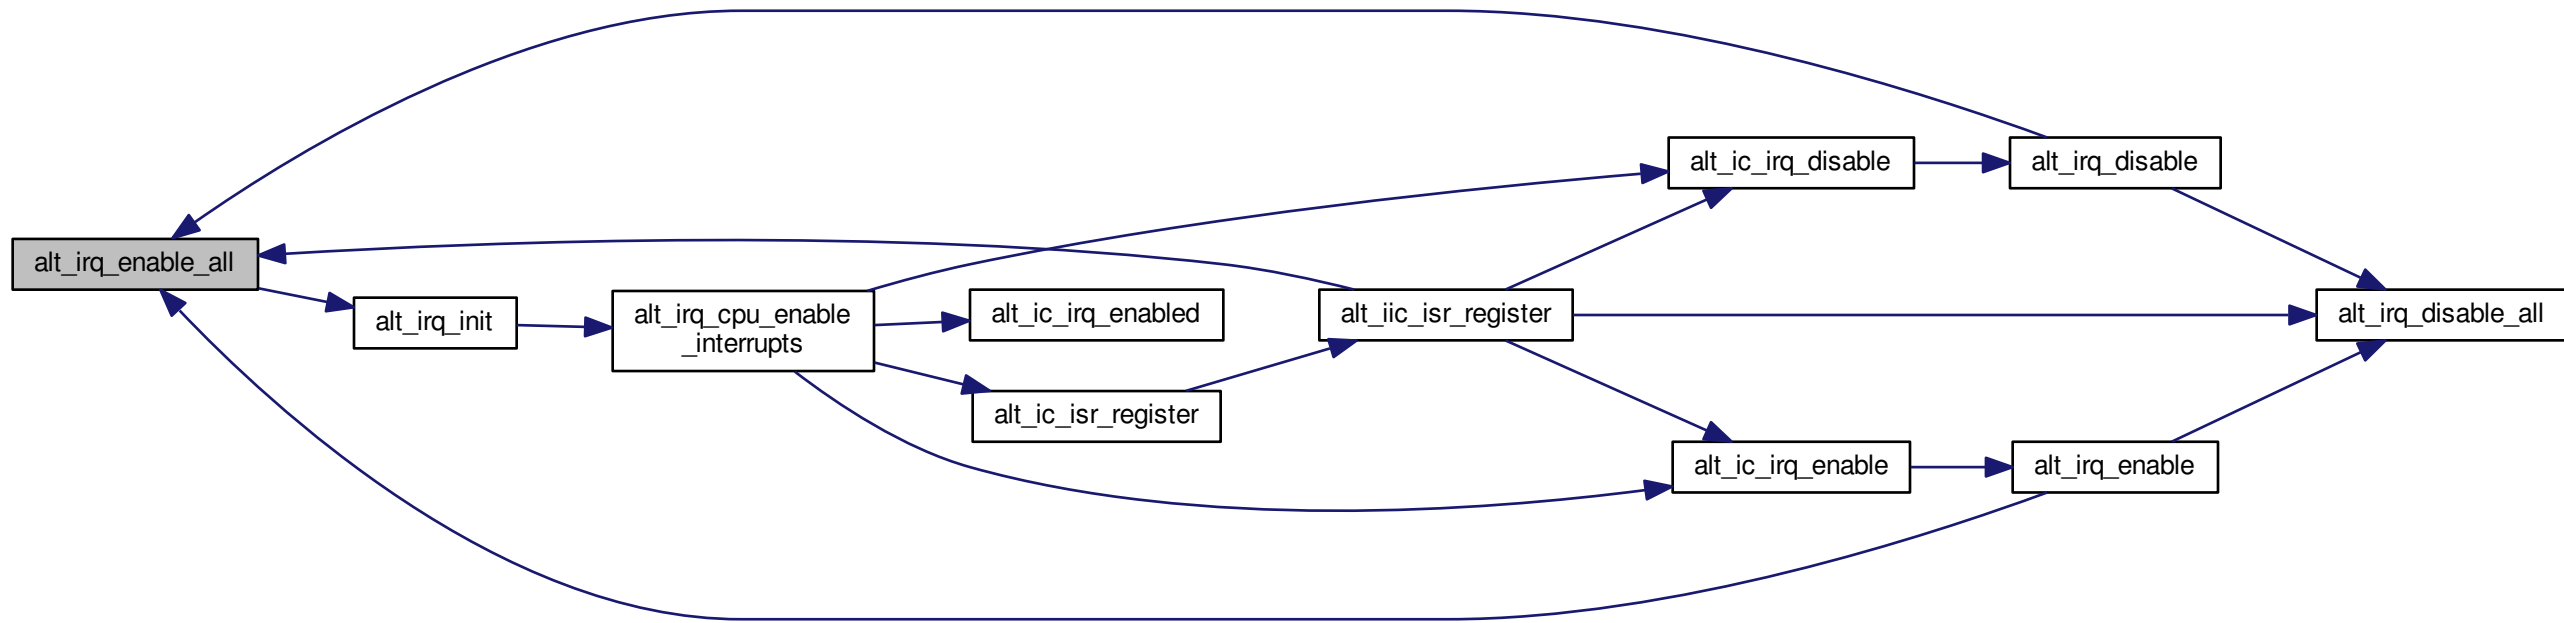 alt_irq_enable_all
alt_irq_init
alt_irq_cpu_enable
_interrupts
alt_ic_irq_enabled
alt_ic_isr_register
alt_iic_isr_register
alt_ic_irq_disable
alt_irq_disable
alt_ic_irq_enable
alt_irq_enable
alt_irq_disable_all